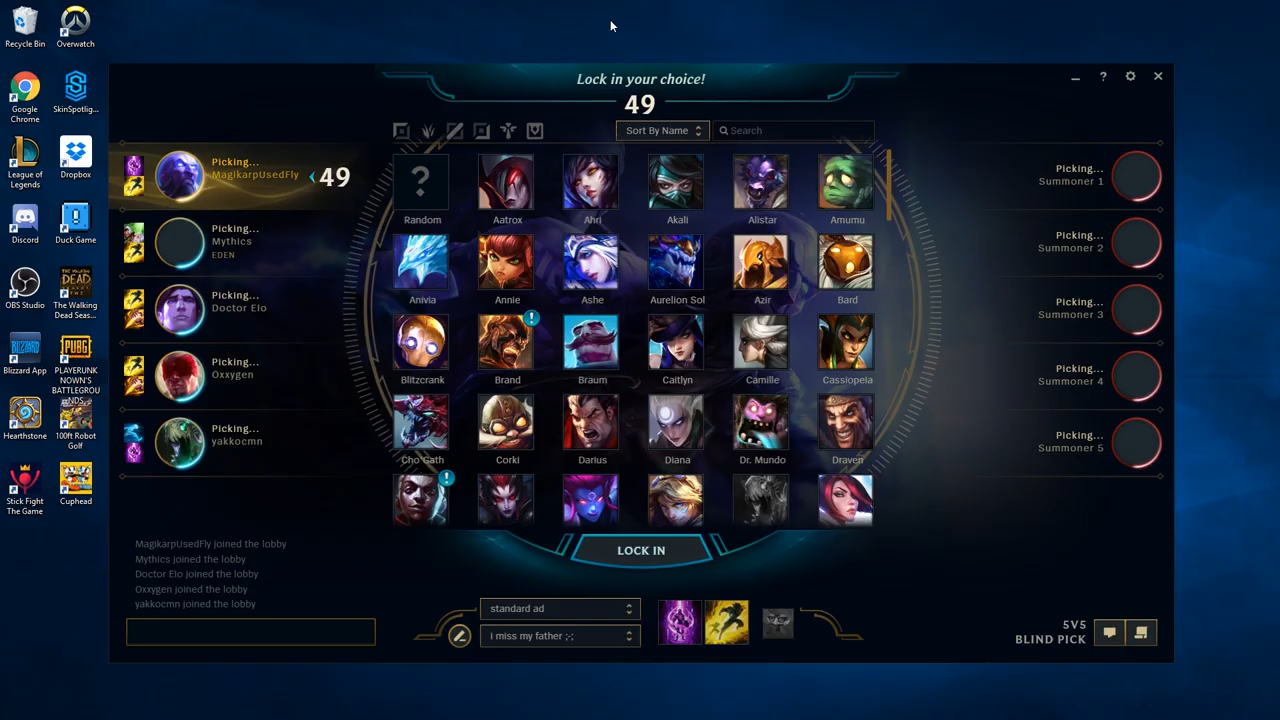 Recycle Bin
Overwatch
Google
Chrome
SkinSpotlig...
League of
Legends
Dropbox
Discord
Duck Game
OBS Studio
The Walking
Dead Seas...
Blizzard App
PLAYERUNK
NOWN'S
BATTLEGROU
NDS
Hearthstone
100ft Robot
Golf
Stick Fight
The Game
Cuphead
Lock in your choice!
49
Sort By Name
Search
Picking...
MagikarpUsedFly
49
Picking...
Mythics
EDEN
Picking...
Doctor Elo
Picking...
Oxxygen
Picking...
yakkocmn
?
Random
Aatrox
Ahri
Akali
Alistar
Amumu
Anivia
Annie
Ashe
Aurelion Sol
Azir
Bard
Blitzcrank
Brand
Braum
Caitlyn
Camille
Cassiopeia
Cho'Gath
Corki
Darius
Diana
Dr. Mundo
Draven
Picking...
Summoner 1
Picking...
Summoner 2
Picking...
Summoner 3
Picking...
Summoner 4
Picking...
Summoner 5
LOCK IN
MagikarpUsedFly joined the lobby
Mythics joined the lobby
Doctor Elo joined the lobby
Oxxygen joined the lobby
yakkocmn joined the lobby
standard ad
i miss my father ;-;
5V5
BLIND PICK